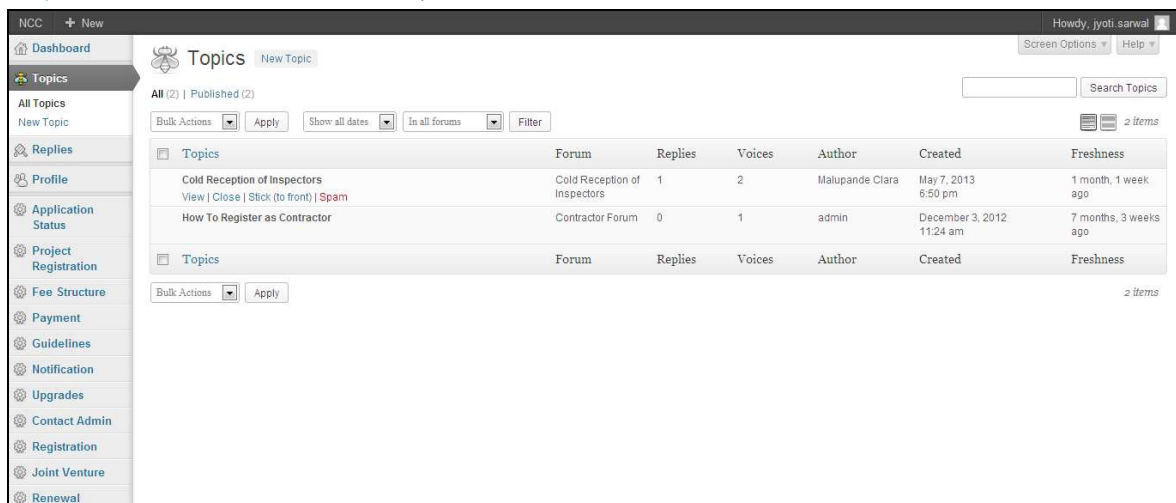 NCC + New Howdy, jyoti.sarwal
Dashboard
Topics
All Topics
New Topic
Replies
Profile
Application
Status
Project
Registration
Fee Structure
Payment
Guidelines
Notification
Upgrades
Contact Admin
Registration
Joint Venture
Renewal
Screen Options Help
Topics New Topic
All (2) | Published (2) Search Topics
Bulk Actions Apply Show all dates In all forums Filter 2 items
Topics Forum Replies Voices Author Created Freshness
Cold Reception of Inspectors Cold Reception of 1 2 Malupande Clara May 7, 2013 1 month, 1 week
View | Close | Stick (to front) | Spam Inspectors 6:50 pm ago
How To Register as Contractor Contractor Forum 0 1 admin December 3, 2012 7 months, 3 weeks
11:24 am ago
Topics Forum Replies Voices Author Created Freshness
Bulk Actions Apply 2 items